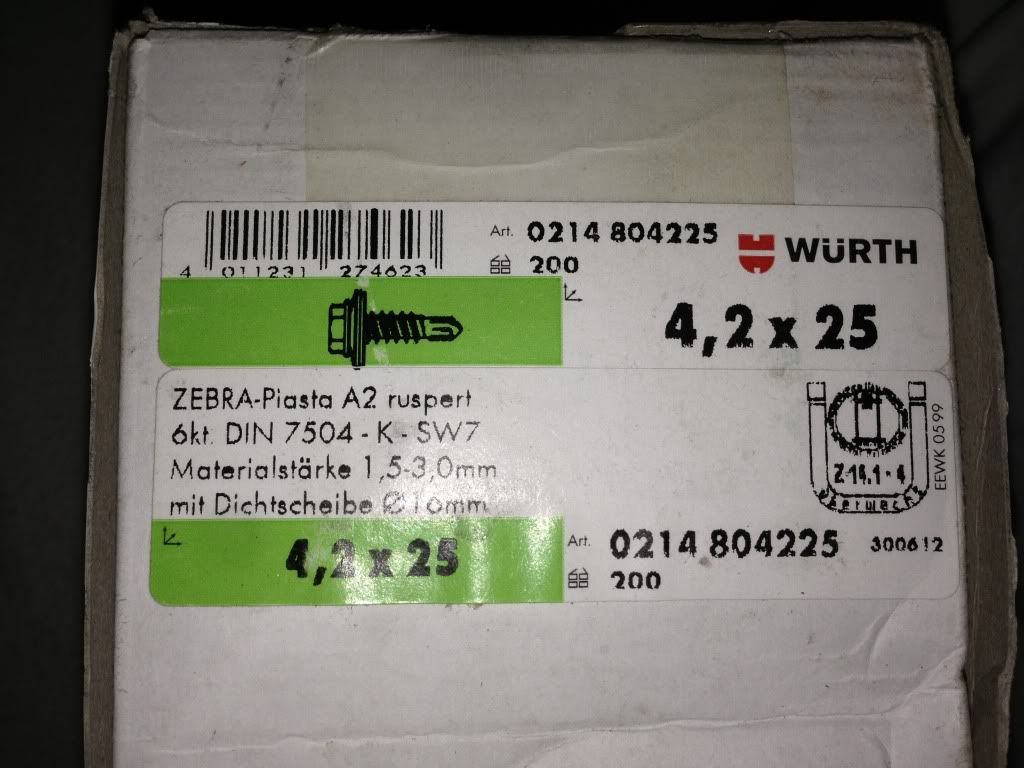 4 011231 274623
Art. 0214 804225
200
WÜRTH
4,2 x 25
ZEBRA-Piasta A2 ruspert
6kt. DIN 7504 - K - SW7
Materialstärke 1,5-3,0mm
mit Dichtscheibe Ø16mm
Z-14.1-4
EEWK 0599
4,2 x 25
Art. 0214 804225 300612
200